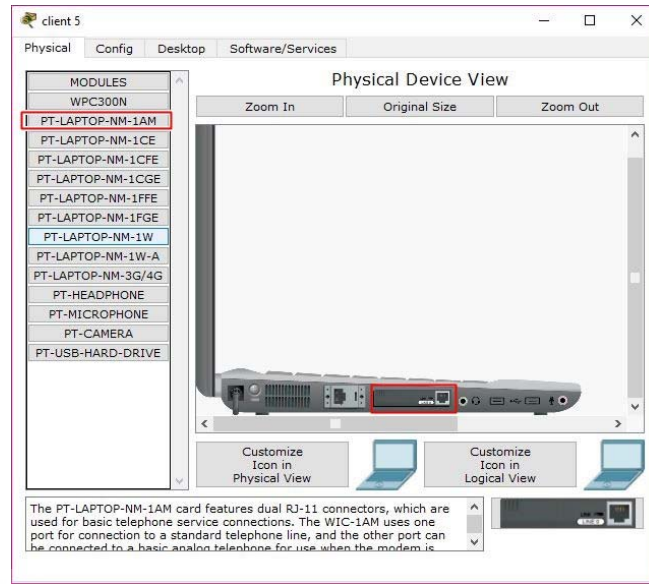 client 5
Physical Config Desktop Software/Services
MODULES
WPC300N
PT-LAPTOP-NM-1AM
PT-LAPTOP-NM-1CE
PT-LAPTOP-NM-1CFE
PT-LAPTOP-NM-1CGE
PT-LAPTOP-NM-1FFE
PT-LAPTOP-NM-1FGE
PT-LAPTOP-NM-1W
PT-LAPTOP-NM-1W-A
PT-LAPTOP-NM-3G/4G
PT-HEADPHONE
PT-MICROPHONE
PT-CAMERA
PT-USB-HARD-DRIVE
Physical Device View
Zoom In Original Size Zoom Out
Customize
Icon in
Physical View
Customize
Icon in
Logical View
The PT-LAPTOP-NM-1AM card features dual RJ-11 connectors, which are
used for basic telephone service connections. The WIC-1AM uses one
port for connection to a standard telephone line, and the other port can
be connected to a basic analog telephone for use when the modem is